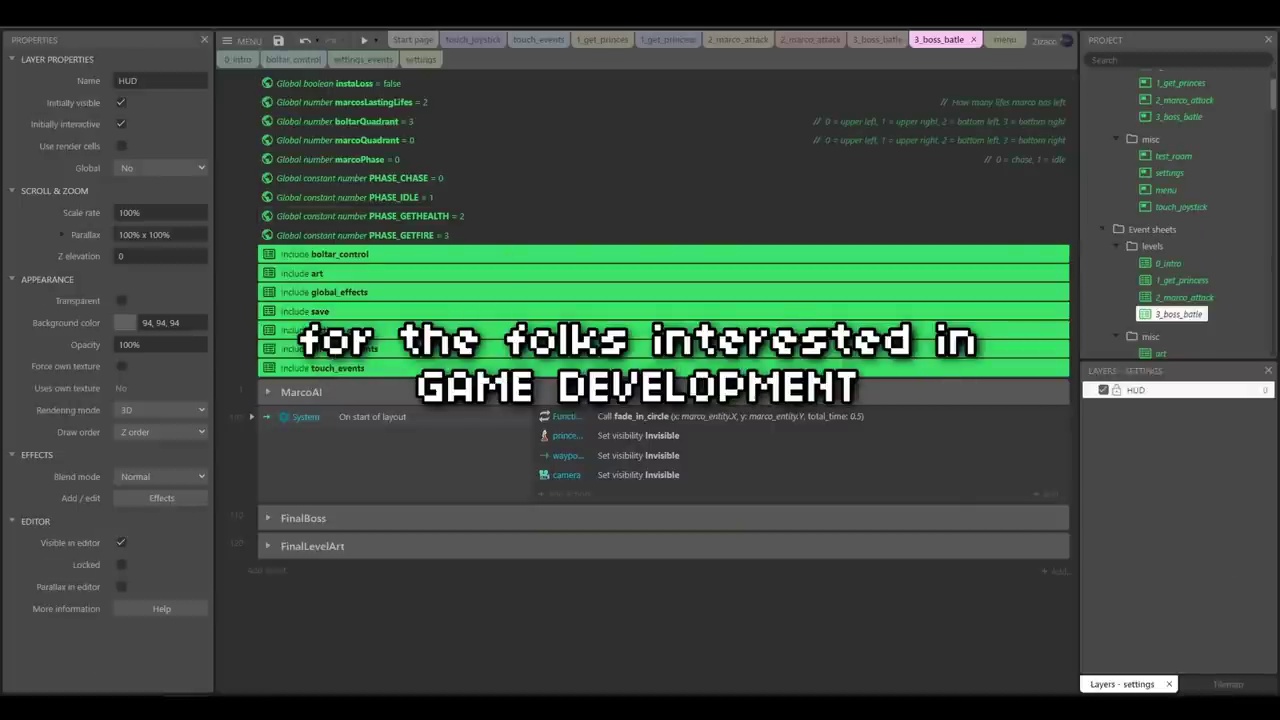 PROPERTIES
LAYER PROPERTIES
Name HUD
Initially visible
Initially interactive
Use render cells
Global No
SCROLL & ZOOM
Scale rate 100%
Parallax 100% x 100%
Z elevation 0
APPEARANCE
Transparent
Background color 94, 94, 94
Opacity 100%
Force own texture
Uses own texture No
Rendering mode 3D
Draw order Z order
EFFECTS
Blend mode Normal
Add / edit Effects
EDITOR
Visible in editor
Locked
Parallax in editor
More information Help
MENU Start page touch_joystick touch_events 1_get_princes 1_get_princess 2_marco_attack 2_marco_attack 3_boss_batle 3_boss_batle menu
0_intro boltar_control settings_events settings
Global boolean instaLoss = false
Global number marcosLastingLifes = 2 // How many lifes marco has left
Global number boltarQuadrant = 3 // 0 = upper left, 1 = upper right, 2 = bottom left, 3 = bottom right
Global number marcoQuadrant = 0 // 0 = upper left, 1 = upper right, 2 = bottom left, 3 = bottom right
Global number marcoPhase = 0 // 0 = chase, 1 = idle
Global constant number PHASE_CHASE = 0
Global constant number PHASE_IDLE = 1
Global constant number PHASE_GETHEALTH = 2
Global constant number PHASE_GETFIRE = 3
Include boltar_control
Include art
Include global_effects
Include save
Include touch_events
for the folks interested in
GAME DEVELOPMENT
MarcoAI
System On start of layout Functi... Call fade_in_circle (x: marco_entity.X, y: marco_entity.Y, total_time: 0.5)
prince... Set visibility Invisible
waypo... Set visibility Invisible
camera Set visibility Invisible
FinalBoss
FinalLevelArt
Add...
PROJECT
Search
1_get_princes
2_marco_attack
3_boss_batle
misc
test_room
settings
menu
touch_joystick
Event sheets
levels
0_intro
1_get_princess
2_marco_attack
3_boss_batle
misc
art
LAYERS - SETTINGS
HUD 0
Layers - settings Tilemap